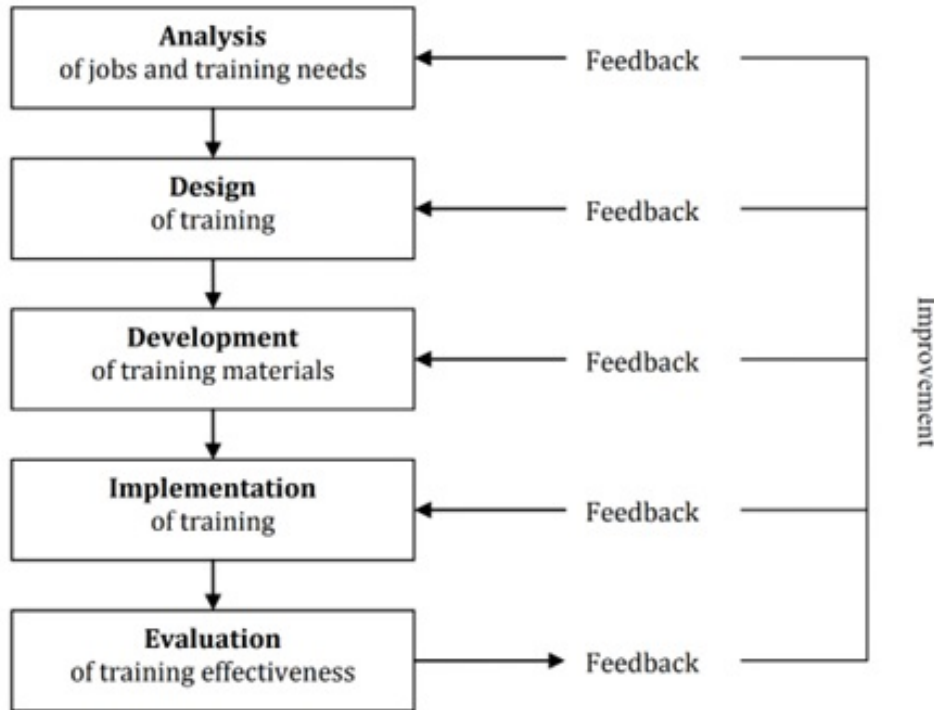 Analysis
of jobs and training needs
Feedback
Design
of training
Feedback
Development
of training materials
Feedback
Improvement
Implementation
of training
Feedback
Evaluation
of training effectiveness
Feedback